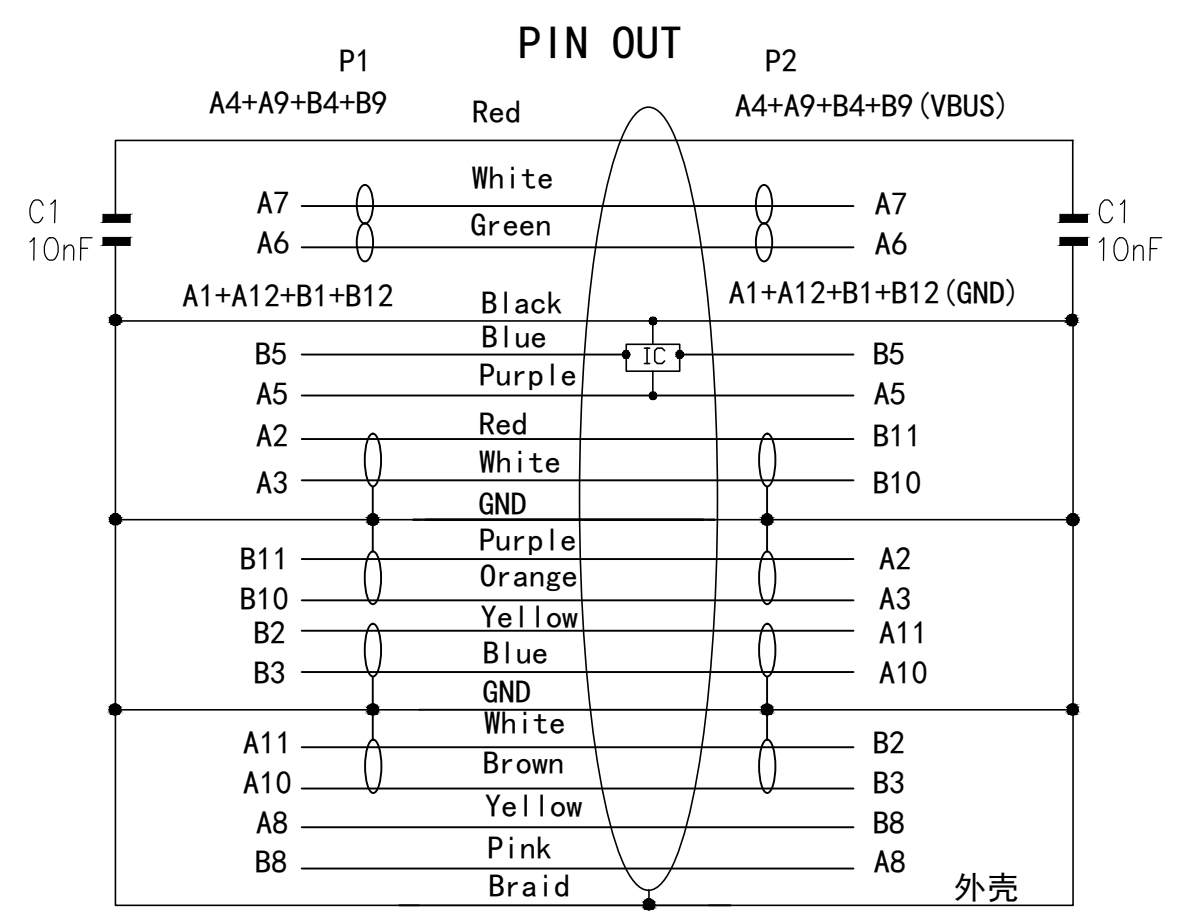 PIN OUT
P1 P2
A4+A9+B4+B9 Red A4+A9+B4+B9(VBUS)
White
A7 A7
C1 Green C1
10nF A6 A6 10nF
A1+A12+B1+B12 Black A1+A12+B1+B12(GND)
Blue
B5 IC B5
Purple
A5 A5
Red
A2 B11
White
A3 B10
GND
Purple
B11 A2
Orange
B10 A3
Yellow
B2 A11
Blue
B3 A10
GND
White
A11 B2
Brown
A10 B3
Yellow
A8 B8
Pink
B8 A8
Braid 外壳